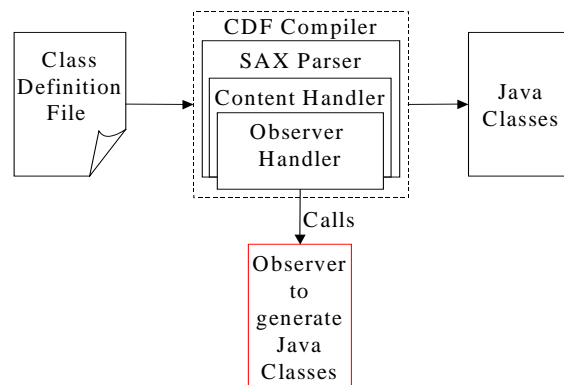 Class
Definition
File
CDF Compiler
SAX Parser
Content Handler
Observer
Handler
Java
Classes
Calls
Observer
to
generate
Java
Classes